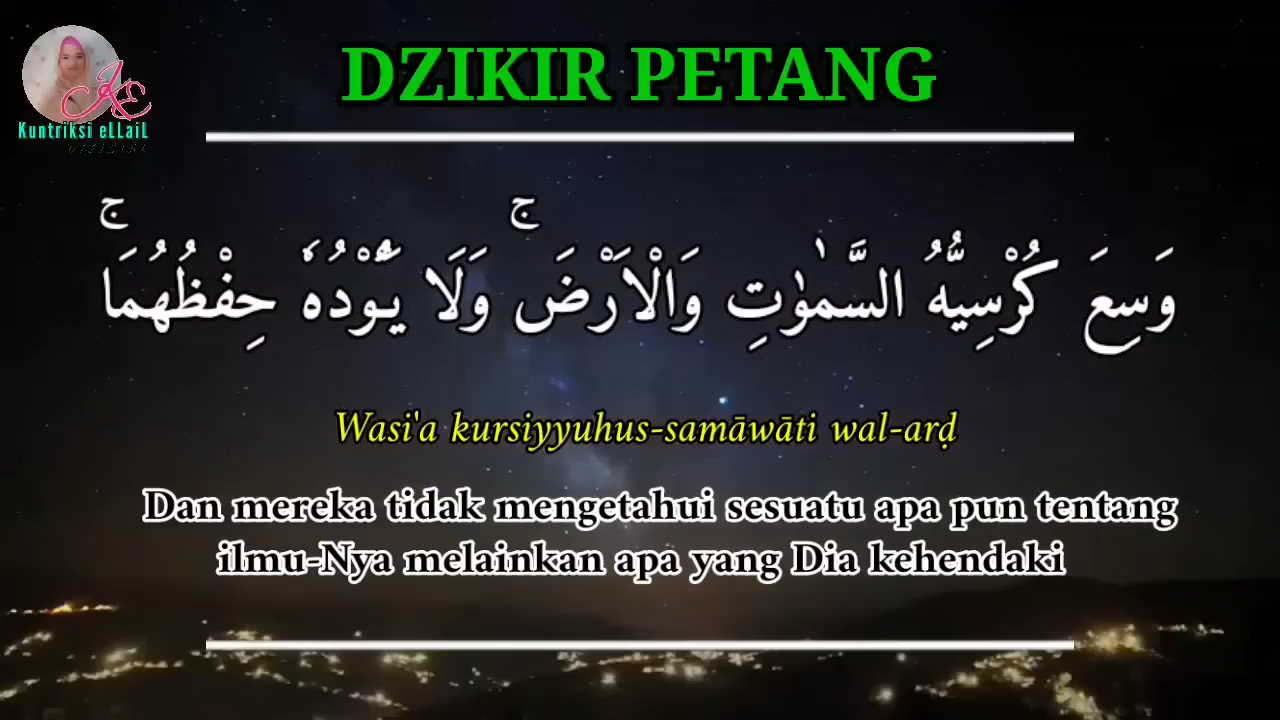 DZIKIR PETANG
Kuntriksi eLLaiL
وَسِعَ كُرْسِيُّهُ السَّمٰوٰتِ وَالْاَرْضَ ۚ وَلَا يَـُٔوْدُهٗ حِفْظُهُمَا ۚ
Wasi'a kursiyyuhus-samāwāti wal-arḍ
Dan mereka tidak mengetahui sesuatu apa pun tentang
ilmu-Nya melainkan apa yang Dia kehendaki